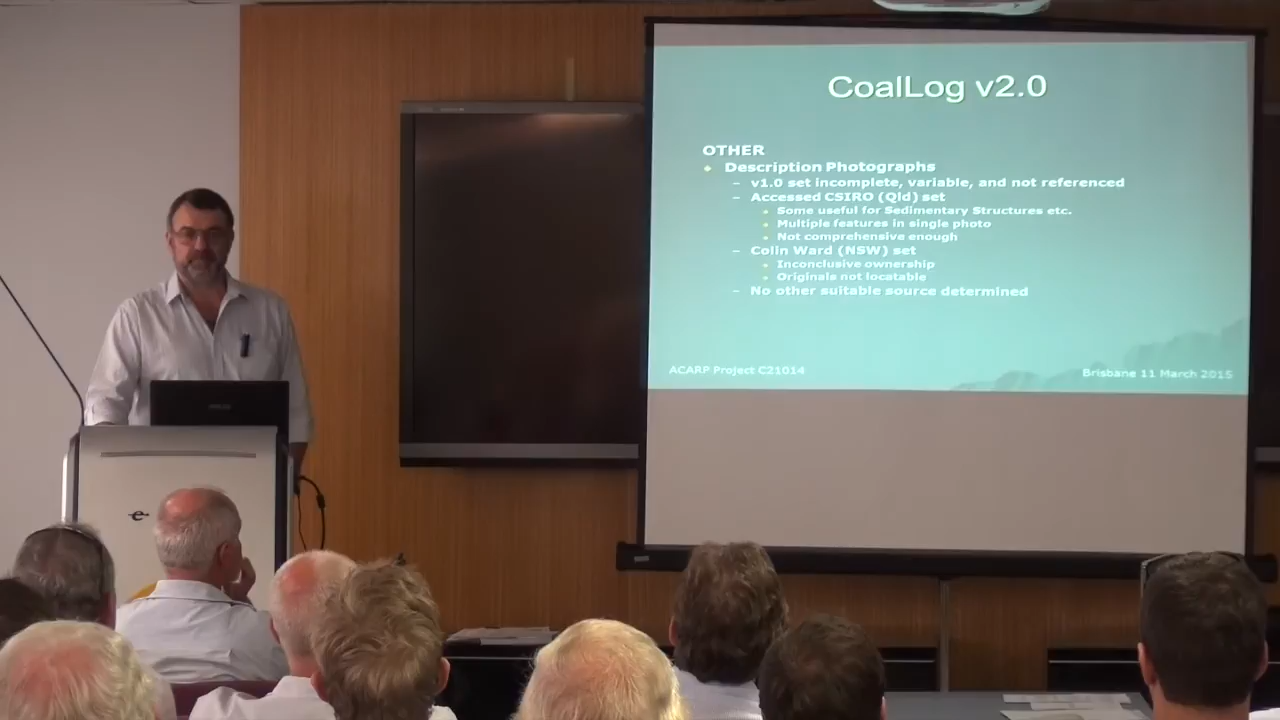 CoalLog v2.0
OTHER
• Description Photographs
– v1.0 set incomplete, variable, and not referenced
– Accessed CSIRO (Qld) set
• Some useful for Sedimentary Structures etc.
• Multiple features in single photo
• Not comprehensive enough
– Colin Ward (NSW) set
• Inconclusive ownership
• Originals not locatable
– No other suitable source determined
ACARP Project C21014
Brisbane 11 March 2015